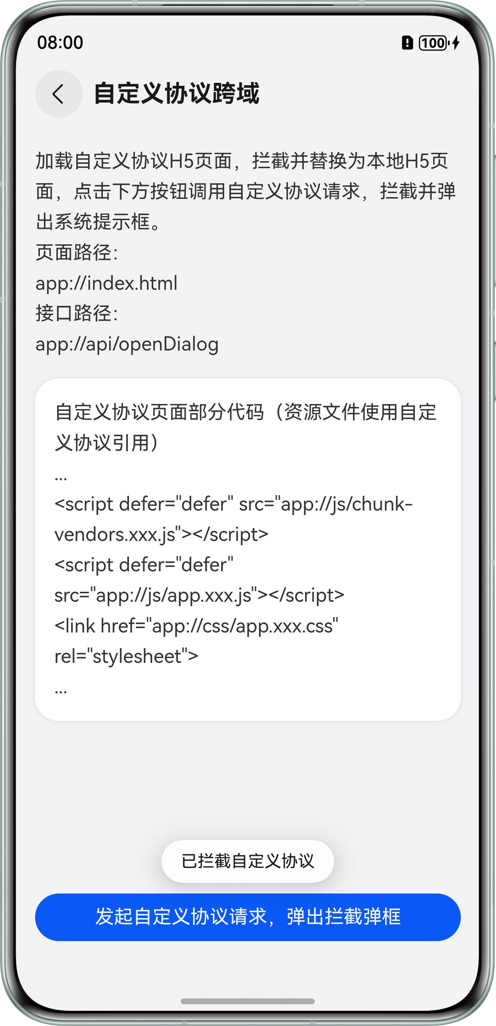 08:00
100
自定义协议跨域
加载自定义协议H5页面，拦截并替换为本地H5页
面，点击下方按钮调用自定义协议请求，拦截并弹
出系统提示框。
页面路径：
app://index.html
接口路径：
app://api/openDialog
自定义协议页面部分代码（资源文件使用自定
义协议引用）
...
<script defer="defer" src="app://js/chunk-
vendors.xxx.js"></script>
<script defer="defer"
src="app://js/app.xxx.js"></script>
<link href="app://css/app.xxx.css"
rel="stylesheet">
...
已拦截自定义协议
发起自定义协议请求，弹出拦截弹框